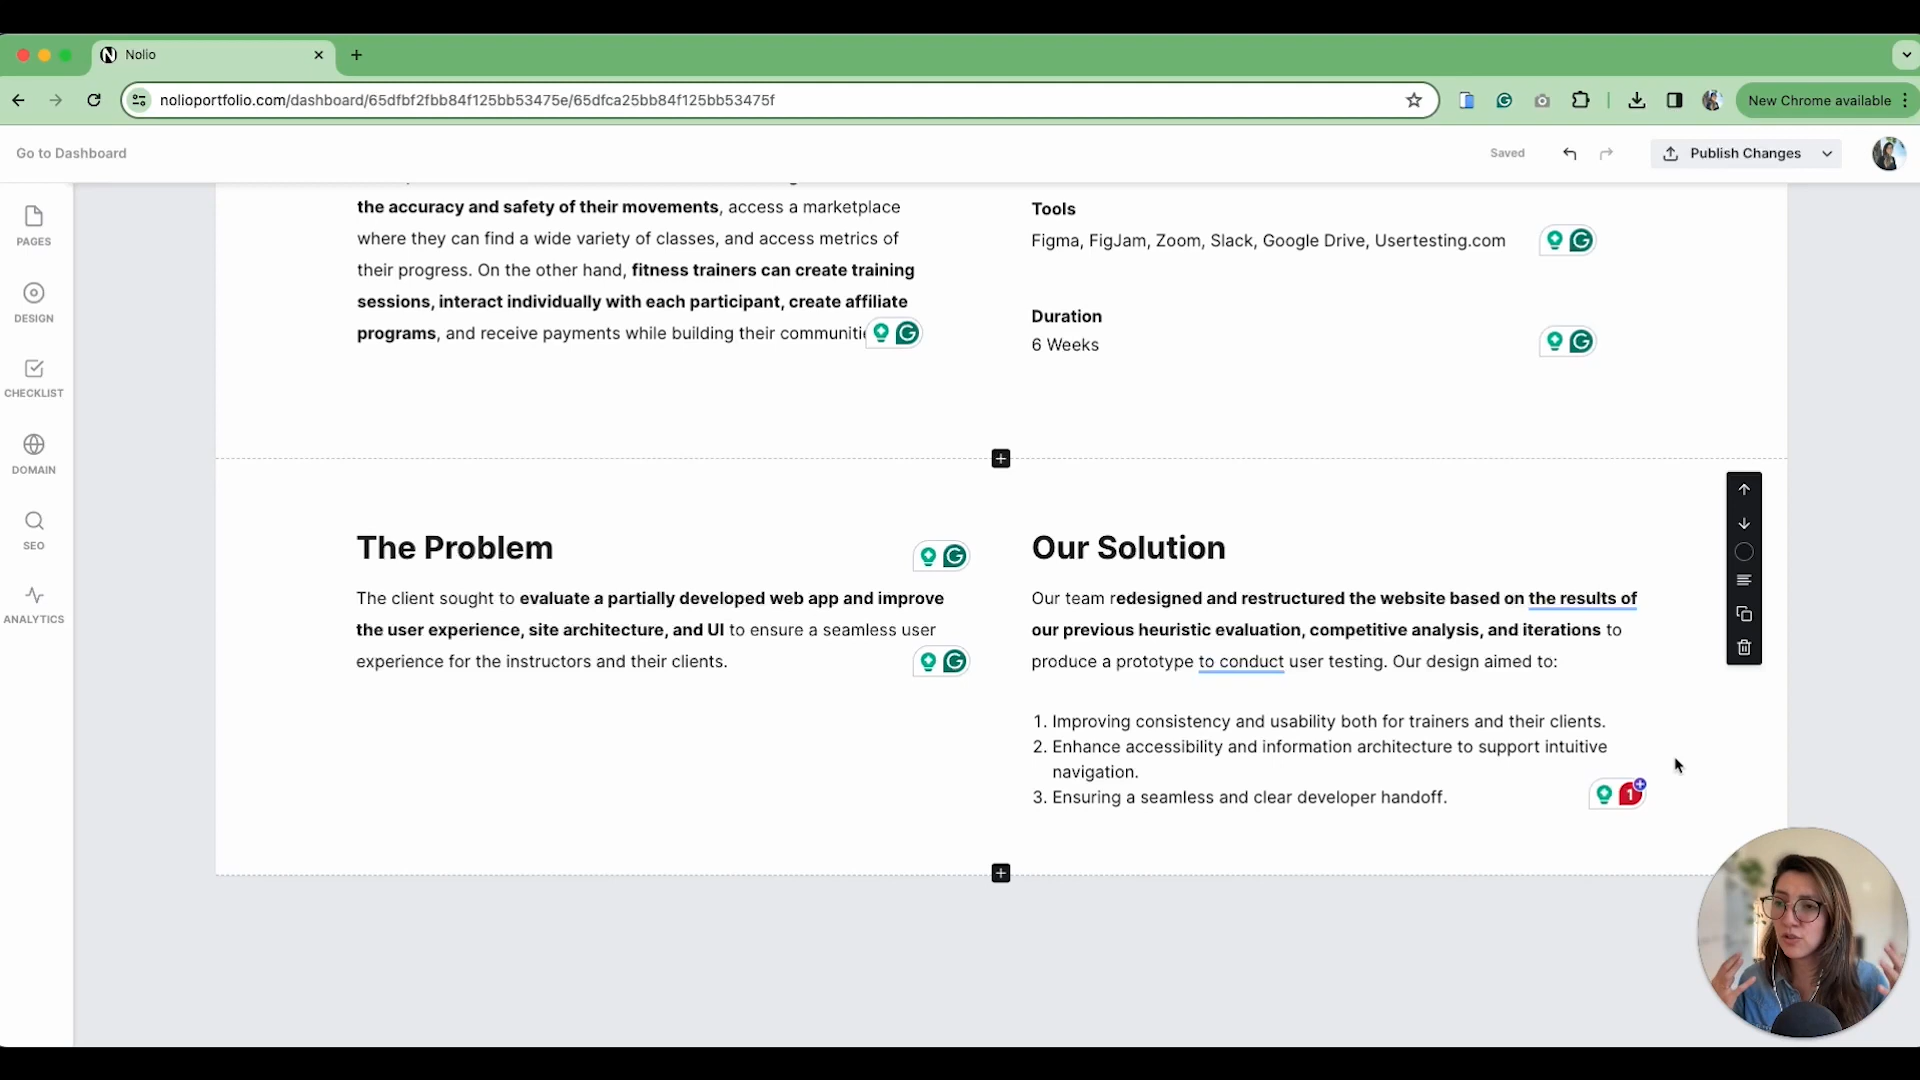 Nolio
nolioportfolio.com/dashboard/65dfbf2fbb84f125bb53475e/65dfca25bb84f125bb53475f
New Chrome available
Go to Dashboard
Saved
Publish Changes
PAGES
DESIGN
CHECKLIST
DOMAIN
SEO
ANALYTICS
the accuracy and safety of their movements, access a marketplace
where they can find a wide variety of classes, and access metrics of
their progress. On the other hand, fitness trainers can create training
sessions, interact individually with each participant, create affiliate
programs, and receive payments while building their communiti
Tools
Figma, FigJam, Zoom, Slack, Google Drive, Usertesting.com
Duration
6 Weeks
The Problem
The client sought to evaluate a partially developed web app and improve
the user experience, site architecture, and UI to ensure a seamless user
experience for the instructors and their clients.
Our Solution
Our team redesigned and restructured the website based on the results of
our previous heuristic evaluation, competitive analysis, and iterations to
produce a prototype to conduct user testing. Our design aimed to:
1. Improving consistency and usability both for trainers and their clients.
2. Enhance accessibility and information architecture to support intuitive
navigation.
3. Ensuring a seamless and clear developer handoff.
1